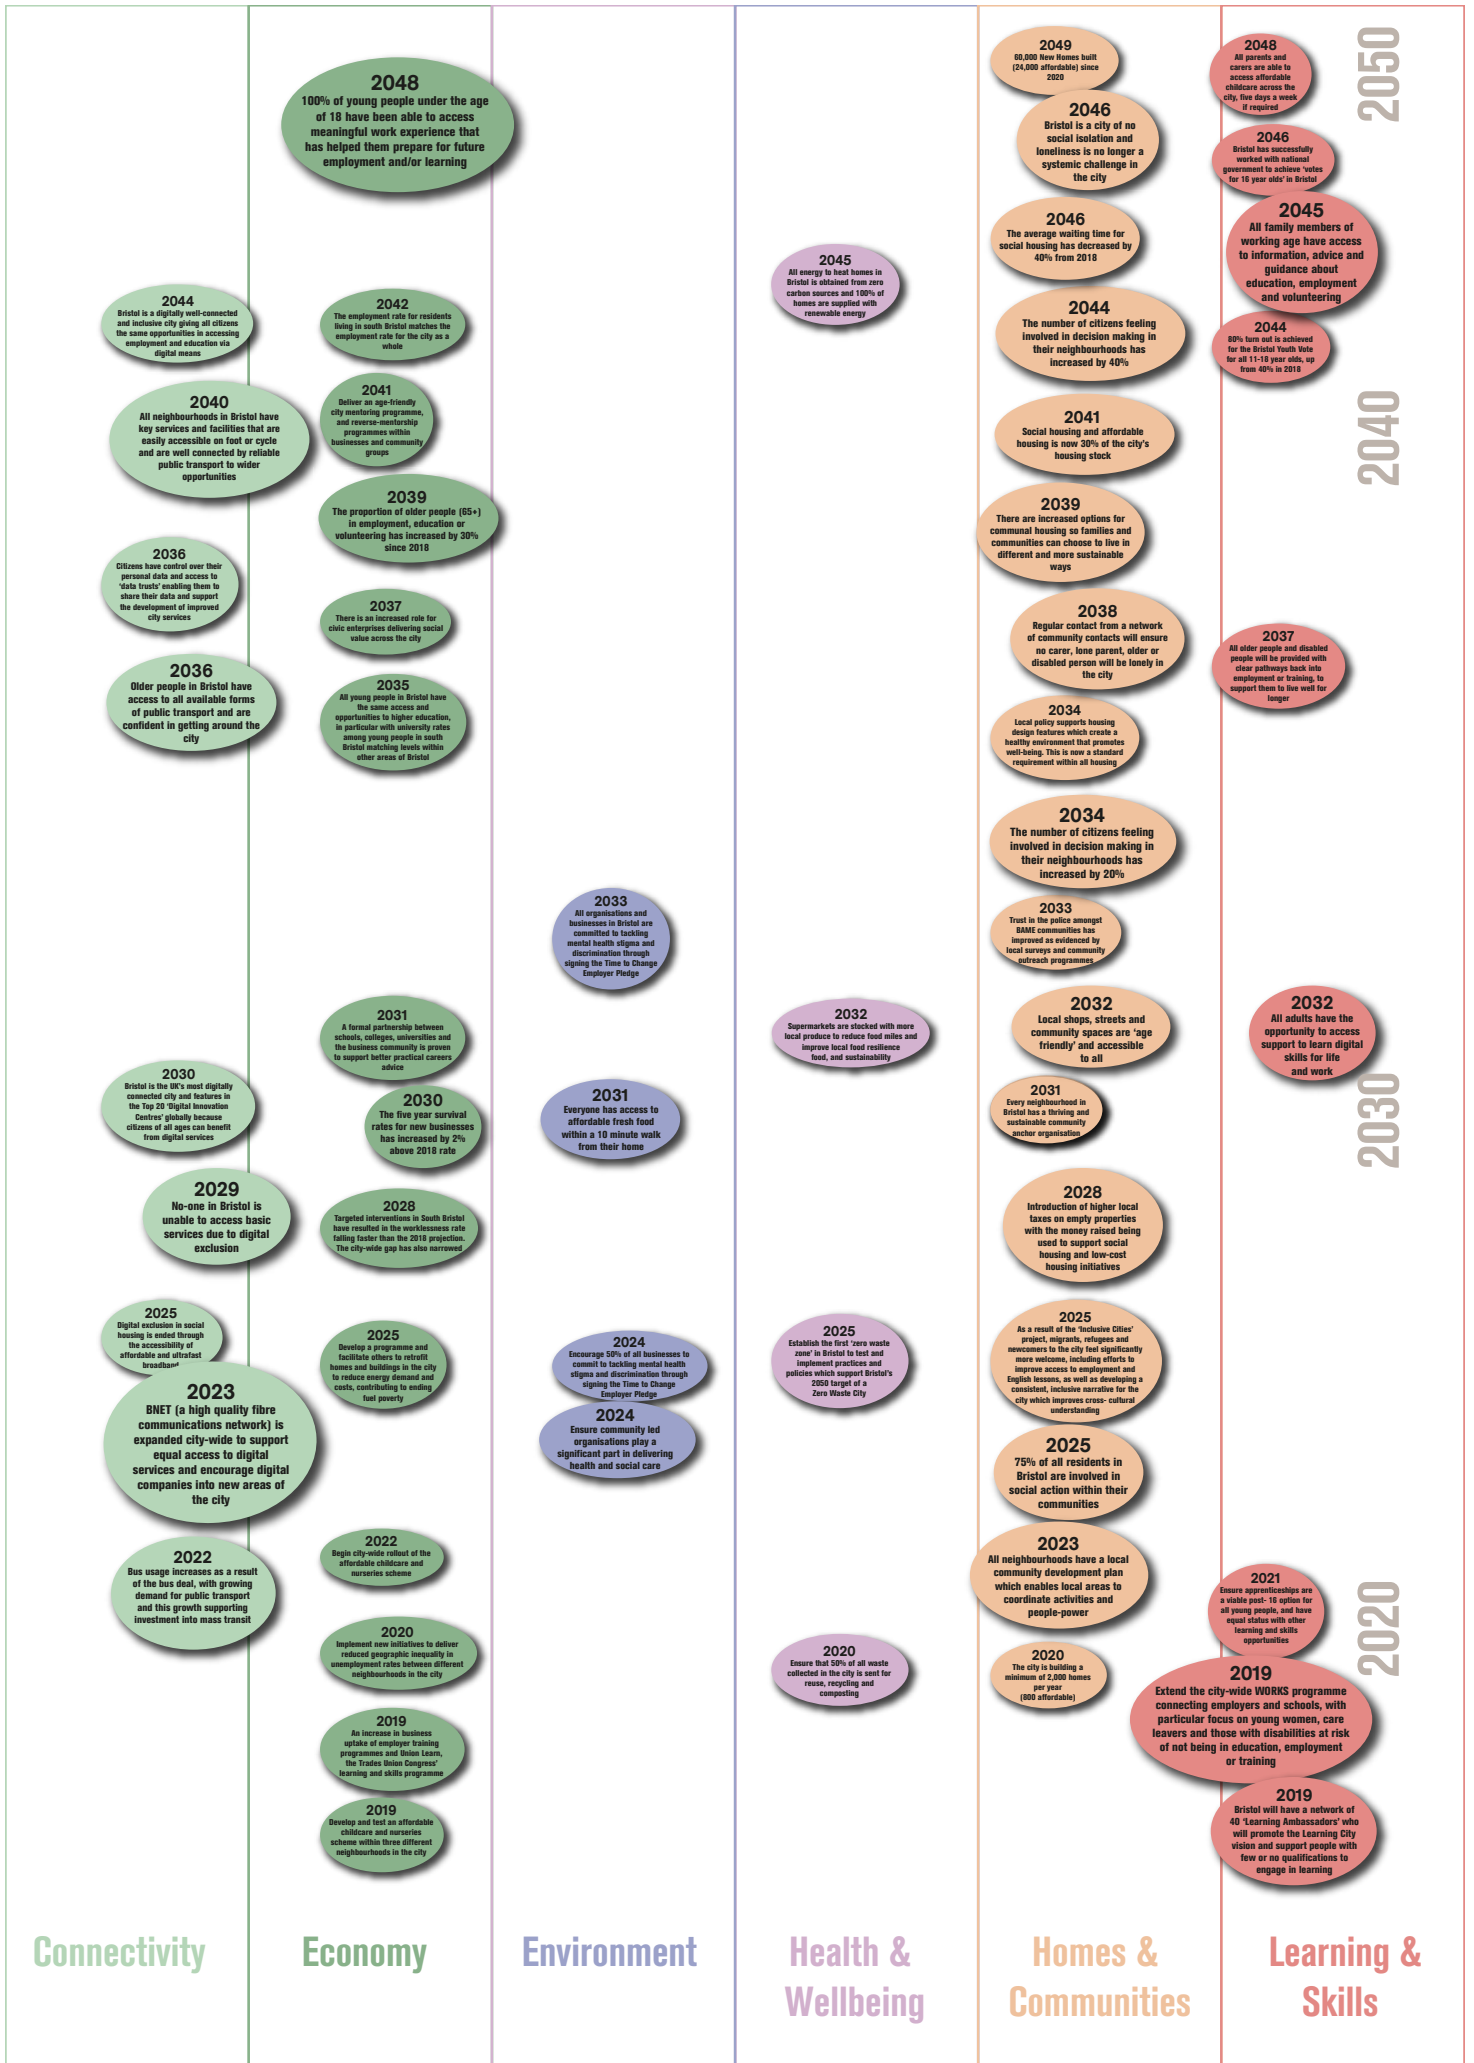 2044
Bristol is a digitally well-connected
and inclusive city giving all citizens
the same opportunities in accessing
employment and education via
digital means
2040
All neighbourhoods in Bristol have
key services and facilities that are
easily accessible on foot or cycle
and are well connected by reliable
public transport to wider
opportunities
2036
Citizens have control over their
personal data and access to
‘data trusts’ enabling them to
share their data and support
the development of improved
city services
2036
Older people in Bristol have
access to all available forms
of public transport and are
confident in getting around the
city
2030
Bristol is the UK's most digitally
connected city and features in
the Top 20 ‘Digital Innovation
Centres’ globally because
citizens of all ages can benefit
from digital services
2029
No-one in Bristol is
unable to access basic
services due to digital
exclusion
2025
Digital exclusion in social
housing is ended through
the accessibility of
affordable and ultrafast
broadband
2023
BNET (a high quality fibre
communications network) is
expanded city-wide to support
equal access to digital
services and encourage digital
companies into new areas of
the city
2022
Bus usage increases as a result
of the bus deal, with growing
demand for public transport
and this growth supporting
investment into mass transit
Connectivity
2048
100% of young people under the age
of 18 have been able to access
meaningful work experience that
has helped them prepare for future
employment and/or learning
2042
The employment rate for residents
living in south Bristol matches the
employment rate for the city as a
whole
2041
Deliver an age-friendly
city mentoring programme,
and reverse-mentorship
programmes within
businesses and community
groups
2039
The proportion of older people (65+)
in employment, education or
volunteering has increased by 30%
since 2018
2037
There is an increased role for
civic enterprises delivering social
value across the city
2035
All young people in Bristol have
the same access and
opportunities to higher education,
in particular with university rates
among young people in south
Bristol matching levels within
other areas of Bristol
2031
A formal partnership between
schools, colleges, universities and
the business community is proven
to support better practical careers
advice
2030
The five year survival
rates for new businesses
has increased by 2%
above 2018 rate
2028
Targeted interventions in South Bristol
have resulted in the worklessness rate
falling faster than the 2018 projection.
The city-wide gap has also narrowed
2025
Develop a programme and
facilitate others to retrofit
homes and buildings in the city
to reduce energy demand and
costs, contributing to ending
fuel poverty
2022
Begin city-wide rollout of the
affordable childcare and
nurseries scheme
2020
Implement new initiatives to deliver
reduced geographic inequality in
unemployment rates between different
neighbourhoods in the city
2019
An increase in business
uptake of employer training
programmes and Union Learn,
the Trades Union Congress’
learning and skills programme
2019
Develop and test an affordable
childcare and nurseries
scheme within three different
neighbourhoods in the city
Economy
2033
All organisations and
businesses in Bristol are
committed to tackling
mental health stigma and
discrimination through
signing the Time to Change
Employer Pledge
2031
Everyone has access to
affordable fresh food
within a 10 minute walk
from their home
2024
Encourage 50% of all businesses to
commit to tackling mental health
stigma and discrimination through
signing the Time to Change
Employer Pledge
2024
Ensure community led
organisations play a
significant part in delivering
health and social care
Environment
2045
All energy to heat homes in
Bristol is obtained from zero
carbon sources and 100% of
homes are supplied with
renewable energy
2032
Supermarkets are stocked with more
local produce to reduce food miles and
improve local food resilience
food, and sustainability
2025
Establish the first ‘zero waste
zone’ in Bristol to test and
implement practices and
policies which support Bristol’s
2050 target of a
Zero Waste City
2020
Ensure that 50% of all waste
collected in the city is sent for
reuse, recycling and
composting
Health &
Wellbeing
2049
60,000 New Homes built
(24,000 affordable) since
2020
2046
Bristol is a city of no
social isolation and
loneliness is no longer a
systemic challenge in
the city
2046
The average waiting time for
social housing has decreased by
40% from 2018
2044
The number of citizens feeling
involved in decision making in
their neighbourhoods has
increased by 40%
2041
Social housing and affordable
housing is now 30% of the city's
housing stock
2039
There are increased options for
communal housing so families and
communities can choose to live in
different and more sustainable
ways
2038
Regular contact from a network
of community contacts will ensure
no carer, lone parent, older or
disabled person will be lonely in
the city
2034
Local policy supports housing
design features which create a
healthy environment that promotes
well-being. This is now a standard
requirement within all housing
2034
The number of citizens feeling
involved in decision making in
their neighbourhoods has
increased by 20%
2033
Trust in the police amongst
BAME communities has
improved as evidenced by
local surveys and community
outreach programmes
2032
Local shops, streets and
community spaces are ‘age
friendly’ and accessible
to all
2031
Every neighbourhood in
Bristol has a thriving and
sustainable community
anchor organisation
2028
Introduction of higher local
taxes on empty properties
with the money raised being
used to support social
housing and low-cost
housing initiatives
2025
As a result of the ‘Inclusive Cities’
project, migrants, refugees and
newcomers to the city feel significantly
more welcome, including efforts to
improve access to employment and
English lessons, as well as developing a
consistent, inclusive narrative for the
city which improves cross- cultural
understanding
2025
75% of all residents in
Bristol are involved in
social action within their
communities
2023
All neighbourhoods have a local
community development plan
which enables local areas to
coordinate activities and
people-power
2020
The city is building a
minimum of 2,000 homes
per year
(800 affordable)
Homes &
Communities
2048
All parents and
carers are able to
access affordable
childcare across the
city, five days a week
if required
2046
Bristol has successfully
worked with national
government to achieve ‘votes
for 16 year olds’ in Bristol
2045
All family members of
working age have access
to information, advice and
guidance about
education, employment
and volunteering
2044
80% turn out is achieved
for the Bristol Youth Vote
for all 11-18 year olds, up
from 40% in 2018
2037
All older people and disabled
people will be provided with
clear pathways back into
employment or training, to
support them to live well for
longer
2032
All adults have the
opportunity to access
support to learn digital
skills for life
and work
2021
Ensure apprenticeships are
a viable post- 16 option for
all young people, and have
equal status with other
learning and skills
opportunities
2019
Extend the city-wide WORKS programme
connecting employers and schools, with
particular focus on young women, care
leavers and those with disabilities at risk
of not being in education, employment
or training
2019
Bristol will have a network of
40 ‘Learning Ambassadors’ who
will promote the Learning City
vision and support people with
few or no qualifications to
engage in learning
Learning &
Skills
2050
2040
2030
2020